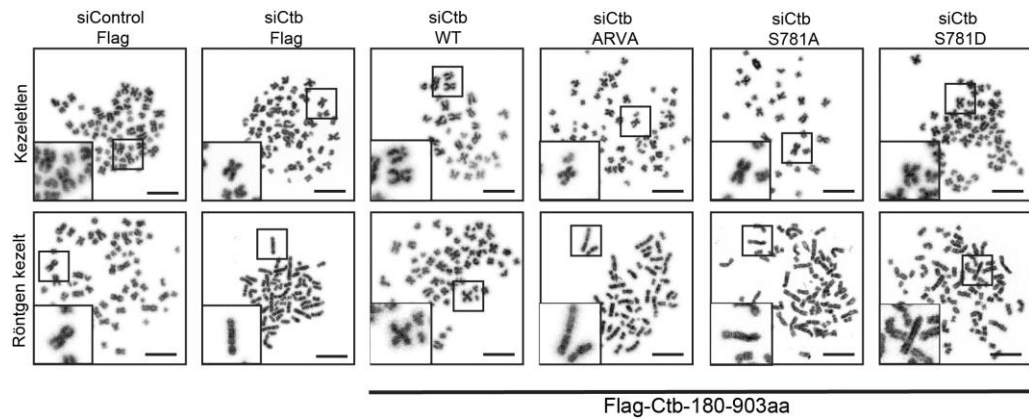 siControl Flag
siCtb Flag
siCtb WT
siCtb ARVA
siCtb S781A
siCtb S781D
Kezeletlen
Röntgen kezelt
Flag-Ctb-180-903aa